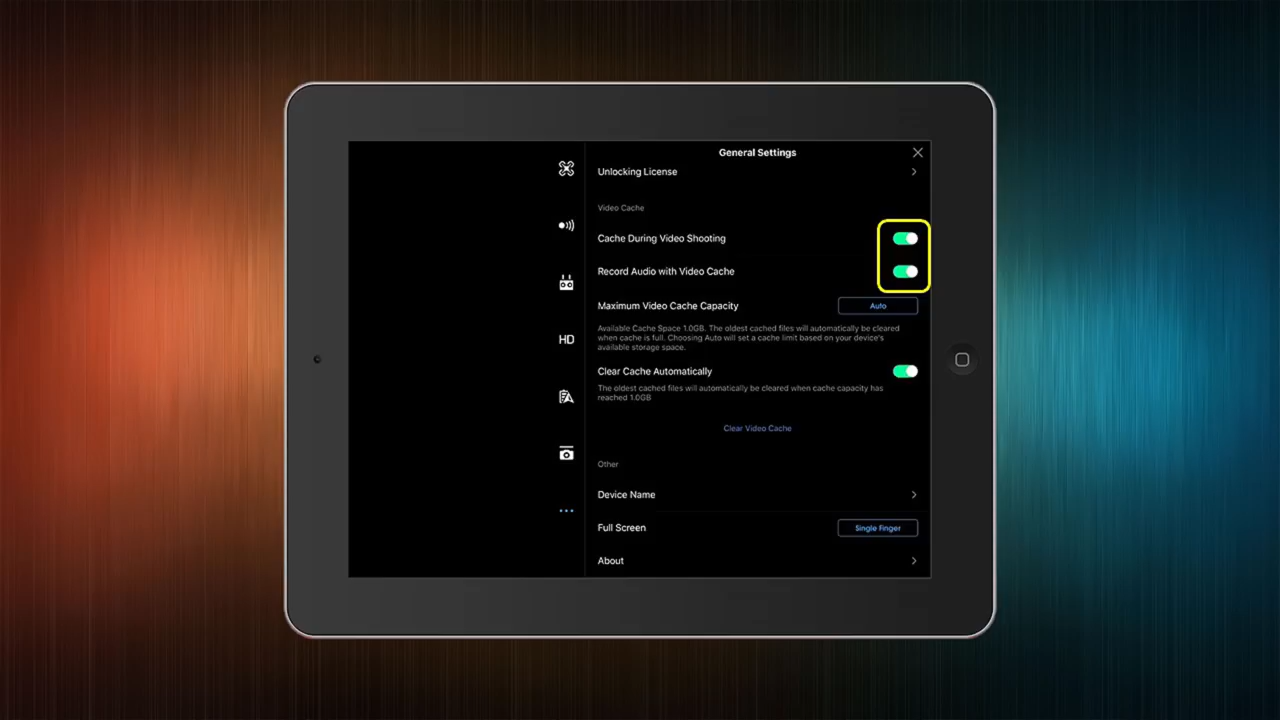 General Settings
Unlocking License
Video Cache
Cache During Video Shooting
Record Audio with Video Cache
Maximum Video Cache Capacity
Auto
Available Cache Space 1.0GB. The oldest cached files will automatically be cleared
when cache is full. Choosing Auto will set a cache limit based on your device's
available storage space.
HD
Clear Cache Automatically
The oldest cached files will automatically be cleared when cache capacity has
reached 1.0GB
Clear Video Cache
Other
Device Name
Full Screen
Single Finger
About